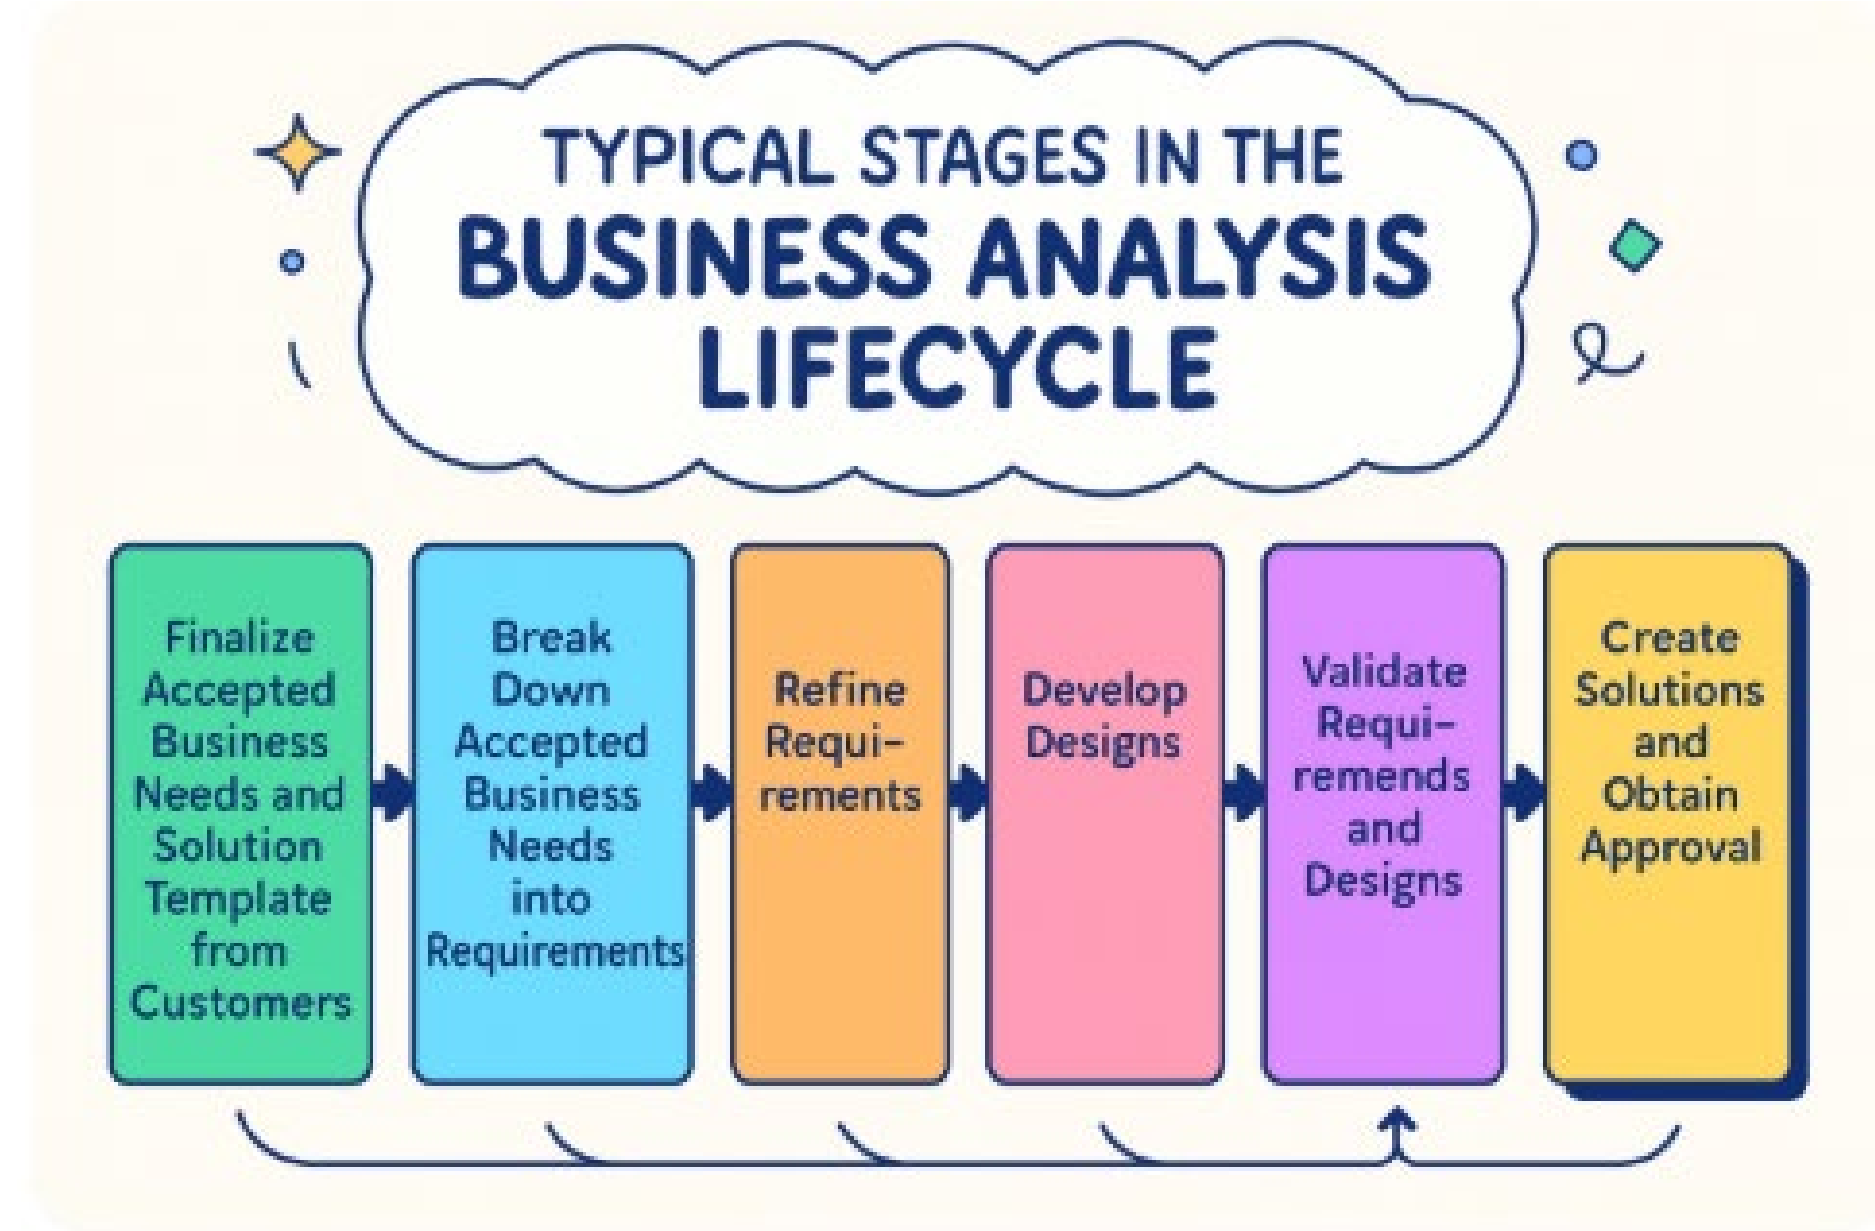 TYPICAL STAGES IN THE
BUSINESS ANALYSIS
LIFECYCLE
Finalize
Accepted
Business
Needs and
Solution
Template
from
Customers
Break
Down
Accepted
Business
Needs
into
Requirements
Refine
Requi-
rements
Develop
Designs
Validate
Requi-
remends
and
Designs
Create
Solutions
and
Obtain
Approval